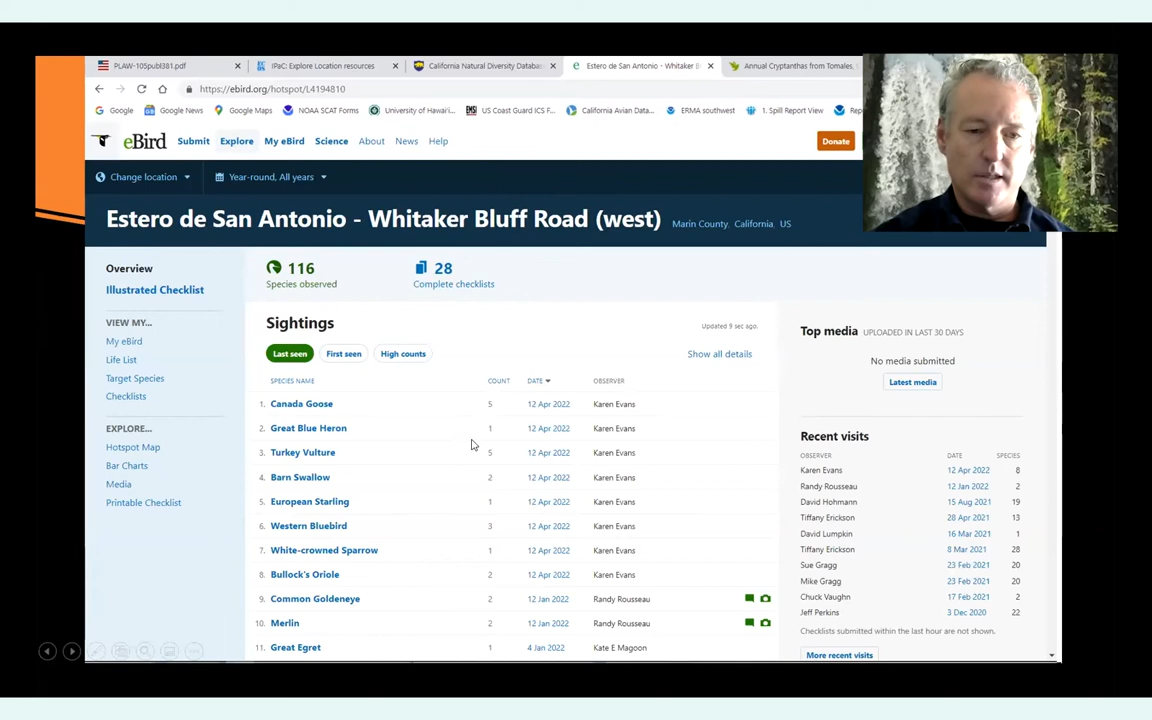 PLAW-105publ381.pdf
IPaC: Explore Location resources
California Natural Diversity Databas
Estero de San Antonio - Whitaker B
Annual Cryptanthas from Tomales,
https://ebird.org/hotspot/L4194810
Google
Google News
Google Maps
NOAA SCAT Forms
University of Hawai'i...
US Coast Guard ICS F...
California Avian Data...
ERMA southwest
1. Spill Report View
eBird
Submit
Explore
My eBird
Science
About
News
Help
Donate
Change location
Year-round, All years
Estero de San Antonio - Whitaker Bluff Road (west)
Marin County, California, US
Overview
Illustrated Checklist
VIEW MY...
My eBird
Life List
Target Species
Checklists
EXPLORE...
Hotspot Map
Bar Charts
Media
Printable Checklist
116
Species observed
28
Complete checklists
Sightings
Updated 9 sec ago.
Last seen
First seen
High counts
Show all details
SPECIES NAME COUNT DATE OBSERVER
1. Canada Goose 5 12 Apr 2022 Karen Evans
2. Great Blue Heron 1 12 Apr 2022 Karen Evans
3. Turkey Vulture 5 12 Apr 2022 Karen Evans
4. Barn Swallow 2 12 Apr 2022 Karen Evans
5. European Starling 1 12 Apr 2022 Karen Evans
6. Western Bluebird 3 12 Apr 2022 Karen Evans
7. White-crowned Sparrow 1 12 Apr 2022 Karen Evans
8. Bullock's Oriole 2 12 Apr 2022 Karen Evans
9. Common Goldeneye 2 12 Jan 2022 Randy Rousseau
10. Merlin 2 12 Jan 2022 Randy Rousseau
11. Great Egret 1 4 Jan 2022 Kate E Magoon
Top media UPLOADED IN LAST 30 DAYS
No media submitted
Latest media
Recent visits
OBSERVER DATE SPECIES
Karen Evans 12 Apr 2022 8
Randy Rousseau 12 Jan 2022 2
David Hohmann 15 Aug 2021 19
Tiffany Erickson 28 Apr 2021 13
David Lumpkin 16 Mar 2021 1
Tiffany Erickson 8 Mar 2021 28
Sue Gragg 23 Feb 2021 20
Mike Gragg 23 Feb 2021 20
Chuck Vaughn 17 Feb 2021 2
Jeff Perkins 3 Dec 2020 22
Checklists submitted within the last hour are not shown.
More recent visits